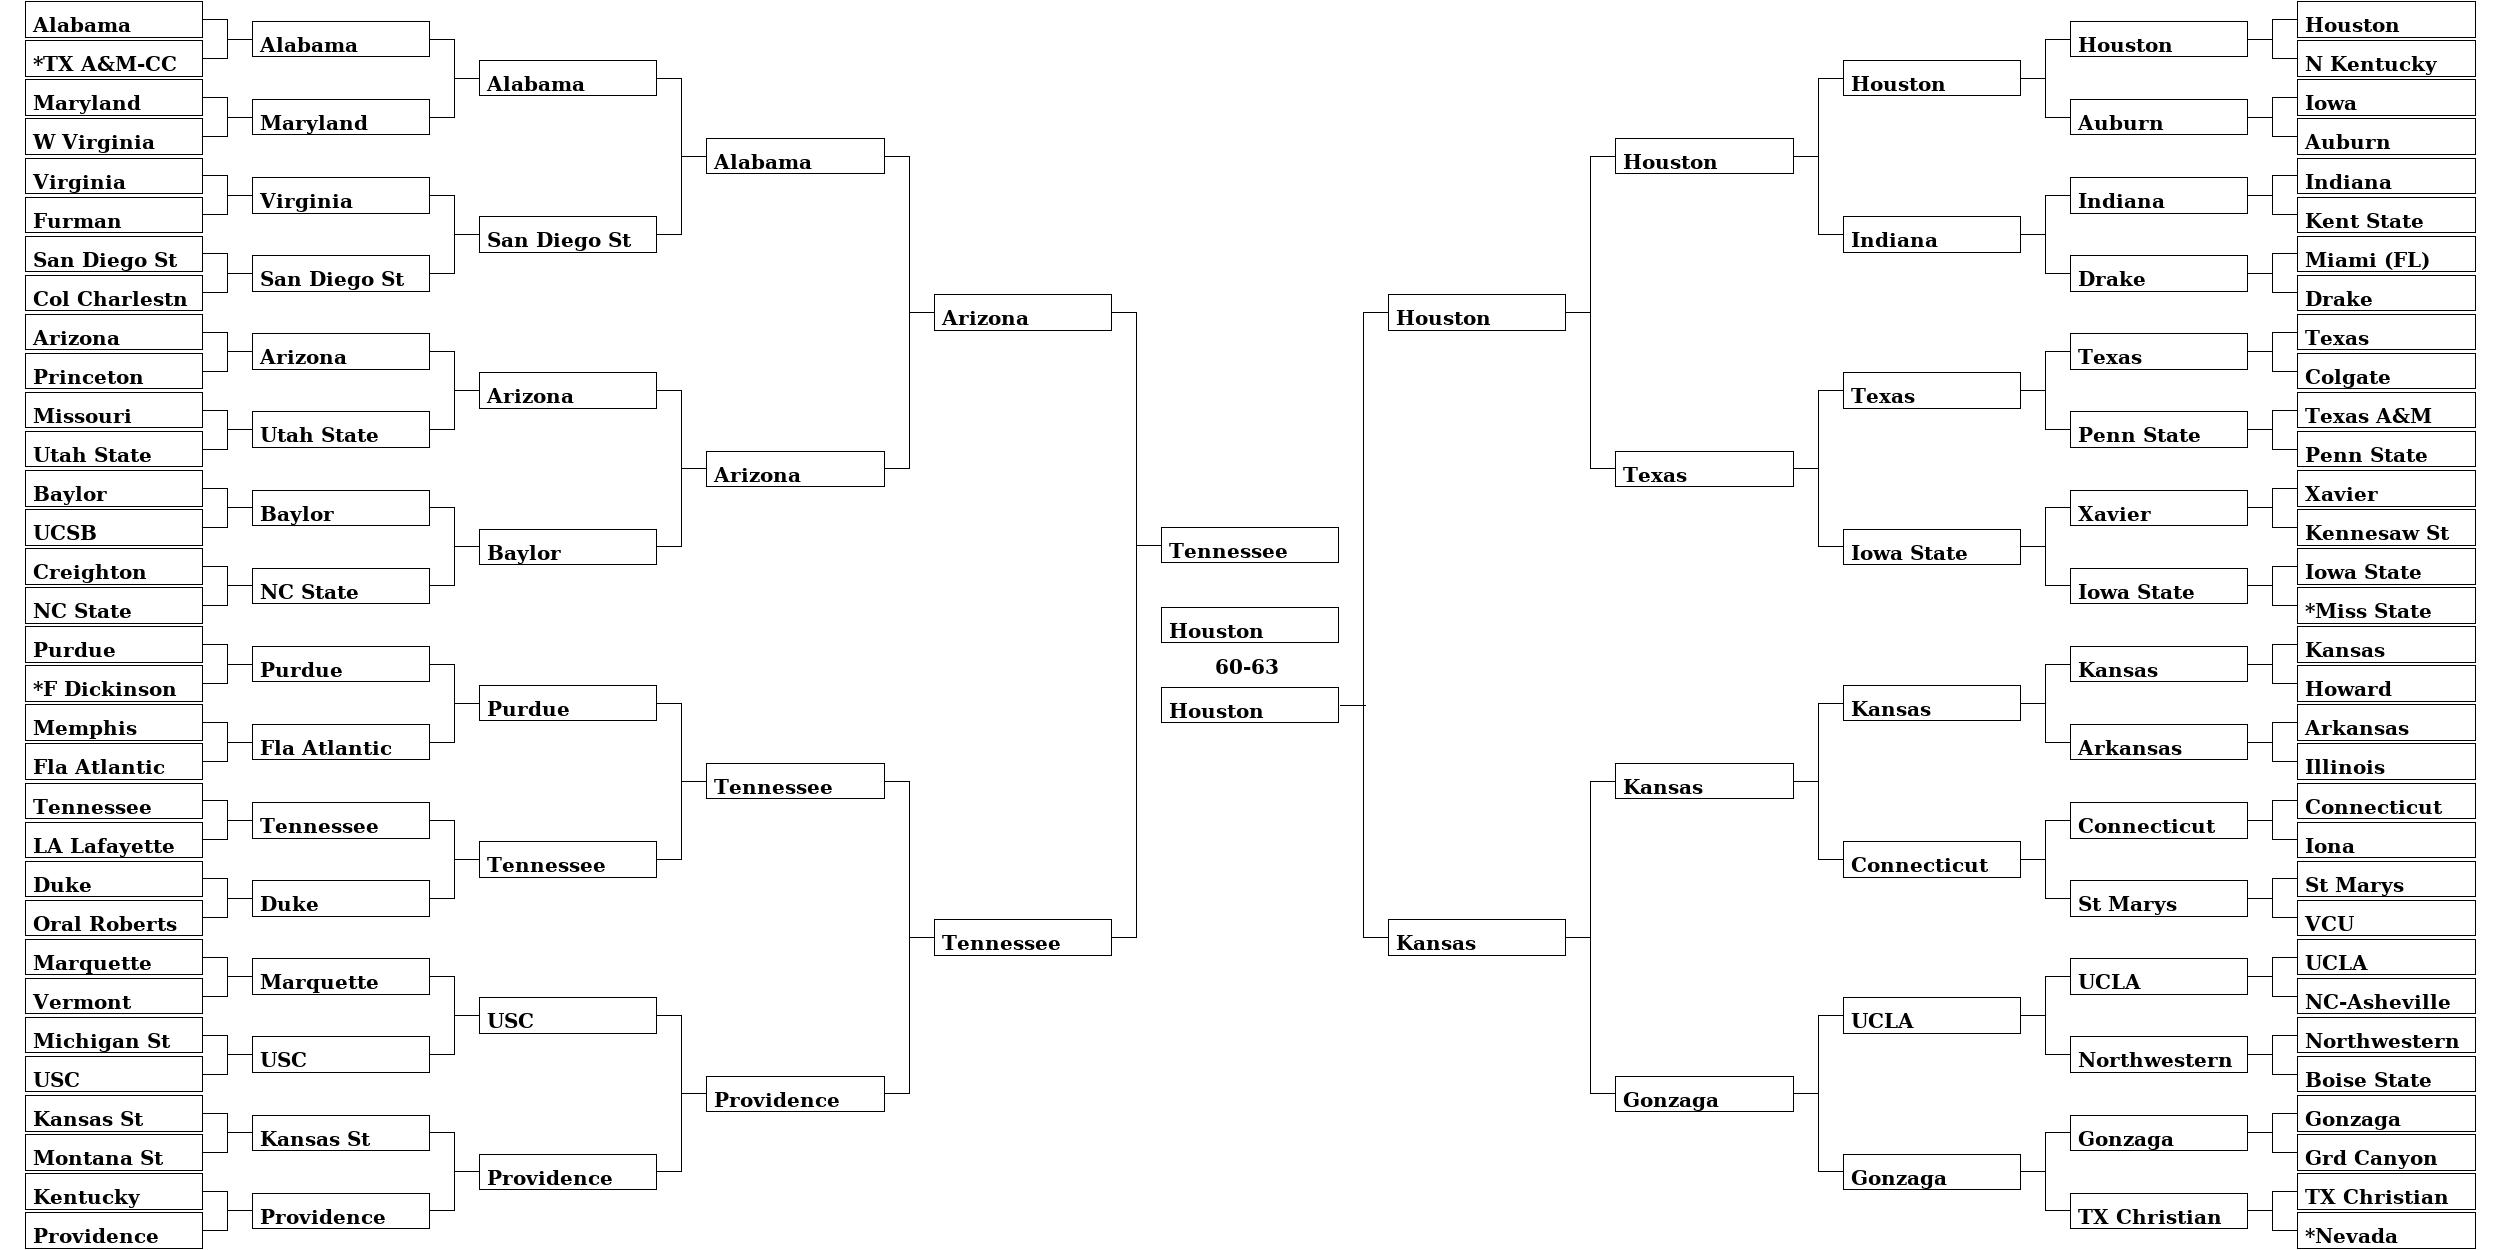 Alabama
*TX A&M-CC
Maryland
W Virginia
Virginia
Furman
San Diego St
Col Charlestn
Arizona
Princeton
Missouri
Utah State
Baylor
UCSB
Creighton
NC State
Purdue
*F Dickinson
Memphis
Fla Atlantic
Tennessee
LA Lafayette
Duke
Oral Roberts
Marquette
Vermont
Michigan St
USC
Kansas St
Montana St
Kentucky
Providence
Alabama
Maryland
Virginia
San Diego St
Arizona
Utah State
Baylor
NC State
Purdue
Fla Atlantic
Tennessee
Duke
Marquette
USC
Kansas St
Providence
Alabama
San Diego St
Arizona
Baylor
Purdue
Tennessee
USC
Providence
Alabama
Arizona
Tennessee
Providence
Arizona
Tennessee
Tennessee
Houston
60-63
Houston
Houston
Kansas
Houston
Texas
Kansas
Gonzaga
Houston
Indiana
Texas
Iowa State
Kansas
Connecticut
UCLA
Gonzaga
Houston
Auburn
Indiana
Drake
Texas
Penn State
Xavier
Iowa State
Kansas
Arkansas
Connecticut
St Marys
UCLA
Northwestern
Gonzaga
TX Christian
Houston
N Kentucky
Iowa
Auburn
Indiana
Kent State
Miami (FL)
Drake
Texas
Colgate
Texas A&M
Penn State
Xavier
Kennesaw St
Iowa State
*Miss State
Kansas
Howard
Arkansas
Illinois
Connecticut
Iona
St Marys
VCU
UCLA
NC-Asheville
Northwestern
Boise State
Gonzaga
Grd Canyon
TX Christian
*Nevada